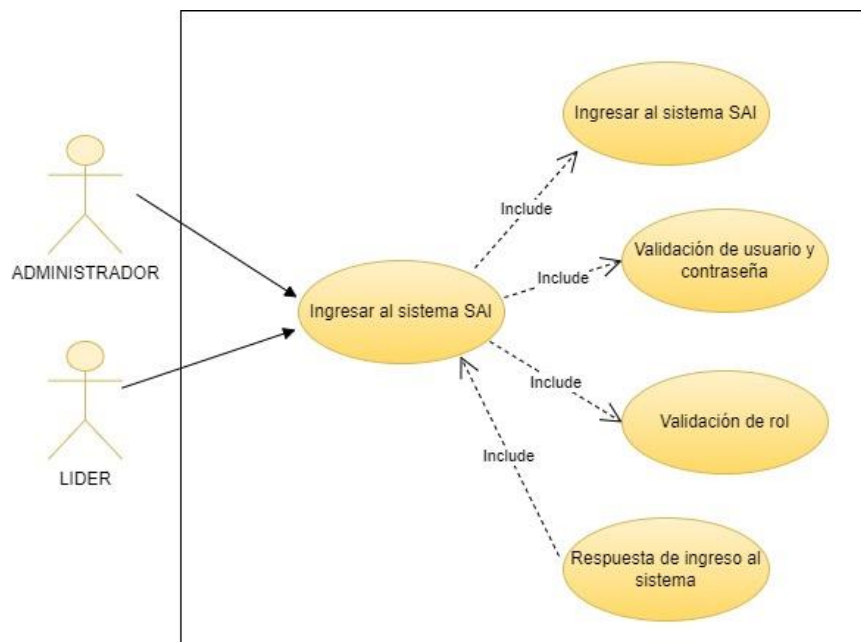 Ingresar al sistema SAI
Include
ADMINISTRADOR
Validación de usuario y
contraseña
Include
Ingresar al sistema SAI
Include
Validación de rol
LIDER
Include
Respuesta de ingreso al
sistema